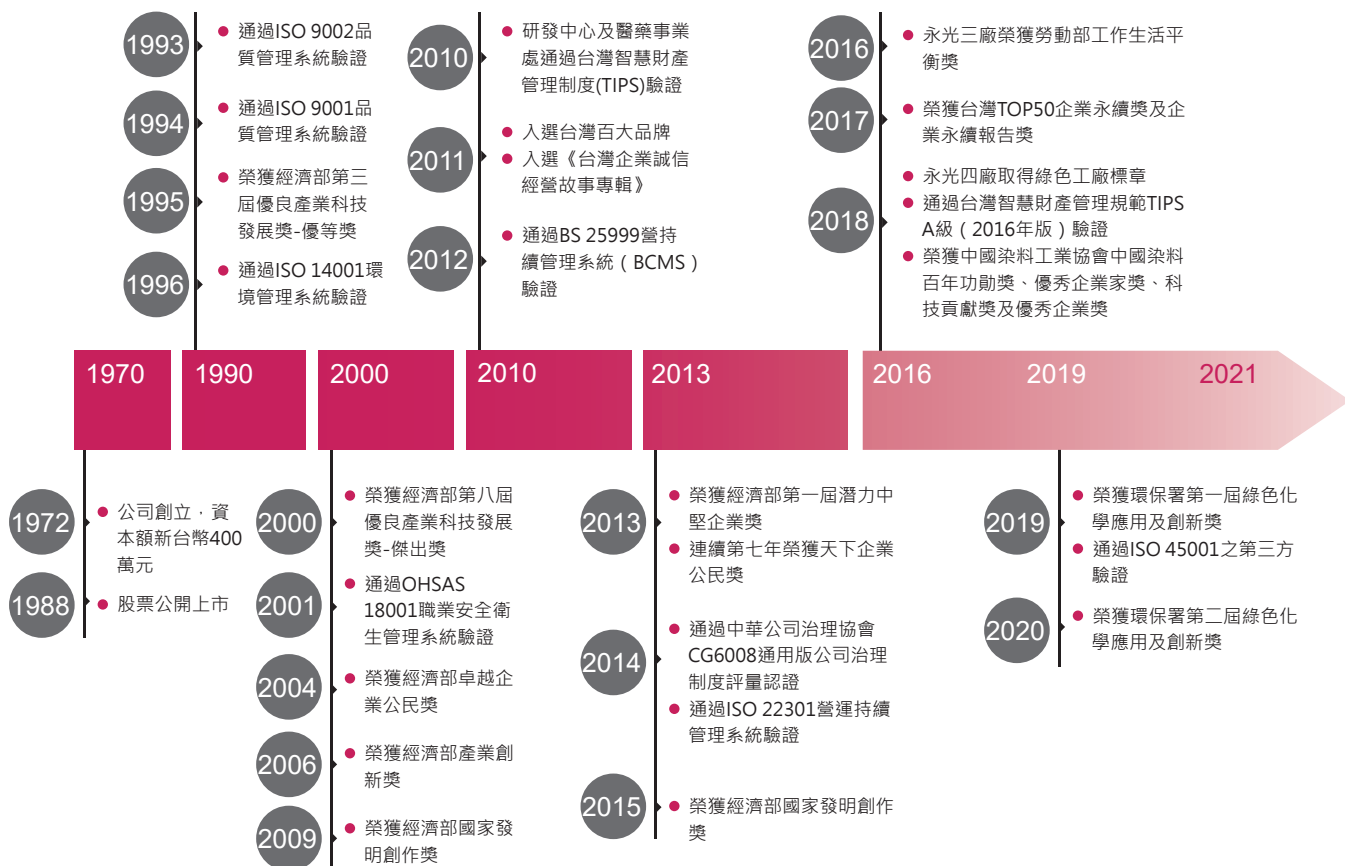 1993
通過ISO 9002品
質管理系統驗證
1994
通過ISO 9001品
質管理系統驗證
1995
榮獲經濟部第三
屆優良產業科技
發展獎-優等獎
1996
通過ISO 14001環
境管理系統驗證
2010
研發中心及醫藥事業
處通過台灣智慧財產
管理制度(TIPS)驗證
2011
入選台灣百大品牌
入選《台灣企業誠信
經營故事專輯》
2012
通過BS 25999營持
續管理系統（BCMS）
驗證
2016
永光三廠榮獲勞動部工作生活平
衡獎
2017
榮獲台灣TOP50企業永續獎及企
業永續報告獎
2018
永光四廠取得綠色工廠標章
通過台灣智慧財產管理規範TIPS
A級（2016年版）驗證
榮獲中國染料工業協會中國染料
百年功勛獎、優秀企業家獎、科
技貢獻獎及優秀企業獎
1970
1990
2000
2010
2013
2016
2019
2021
1972
公司創立，資
本額新台幣400
萬元
1988
股票公開上市
2000
榮獲經濟部第八屆
優良產業科技發展
獎-傑出獎
2001
通過OHSAS
18001職業安全衛
生管理系統驗證
2004
榮獲經濟部卓越企
業公民獎
2006
榮獲經濟部產業創
新獎
2009
榮獲經濟部國家發
明創作獎
2013
榮獲經濟部第一屆潛力中
堅企業獎
連續第七年榮獲天下企業
公民獎
2014
通過中華公司治理協會
CG6008通用版公司治理
制度評量認證
通過ISO 22301營運持續
管理系統驗證
2015
榮獲經濟部國家發明創作
獎
2019
榮獲環保署第一屆綠色化
學應用及創新獎
通過ISO 45001之第三方
驗證
2020
榮獲環保署第二屆綠色化
學應用及創新獎